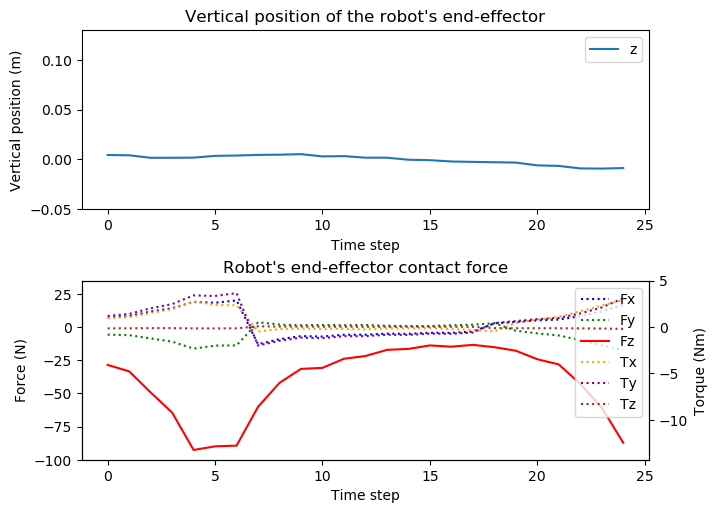 Vertical position of the robot's end-effector
Vertical position (m)
0.10
0.05
0.00
−0.05
z
0 5 10 15 20 25
Time step
Robot's end-effector contact force
Force (N)
25
0
−25
−50
−75
−100
Fx
Fy
Fz
Tx
Ty
Tz
5
0
−5
−10
Torque (Nm)
0 5 10 15 20 25
Time step